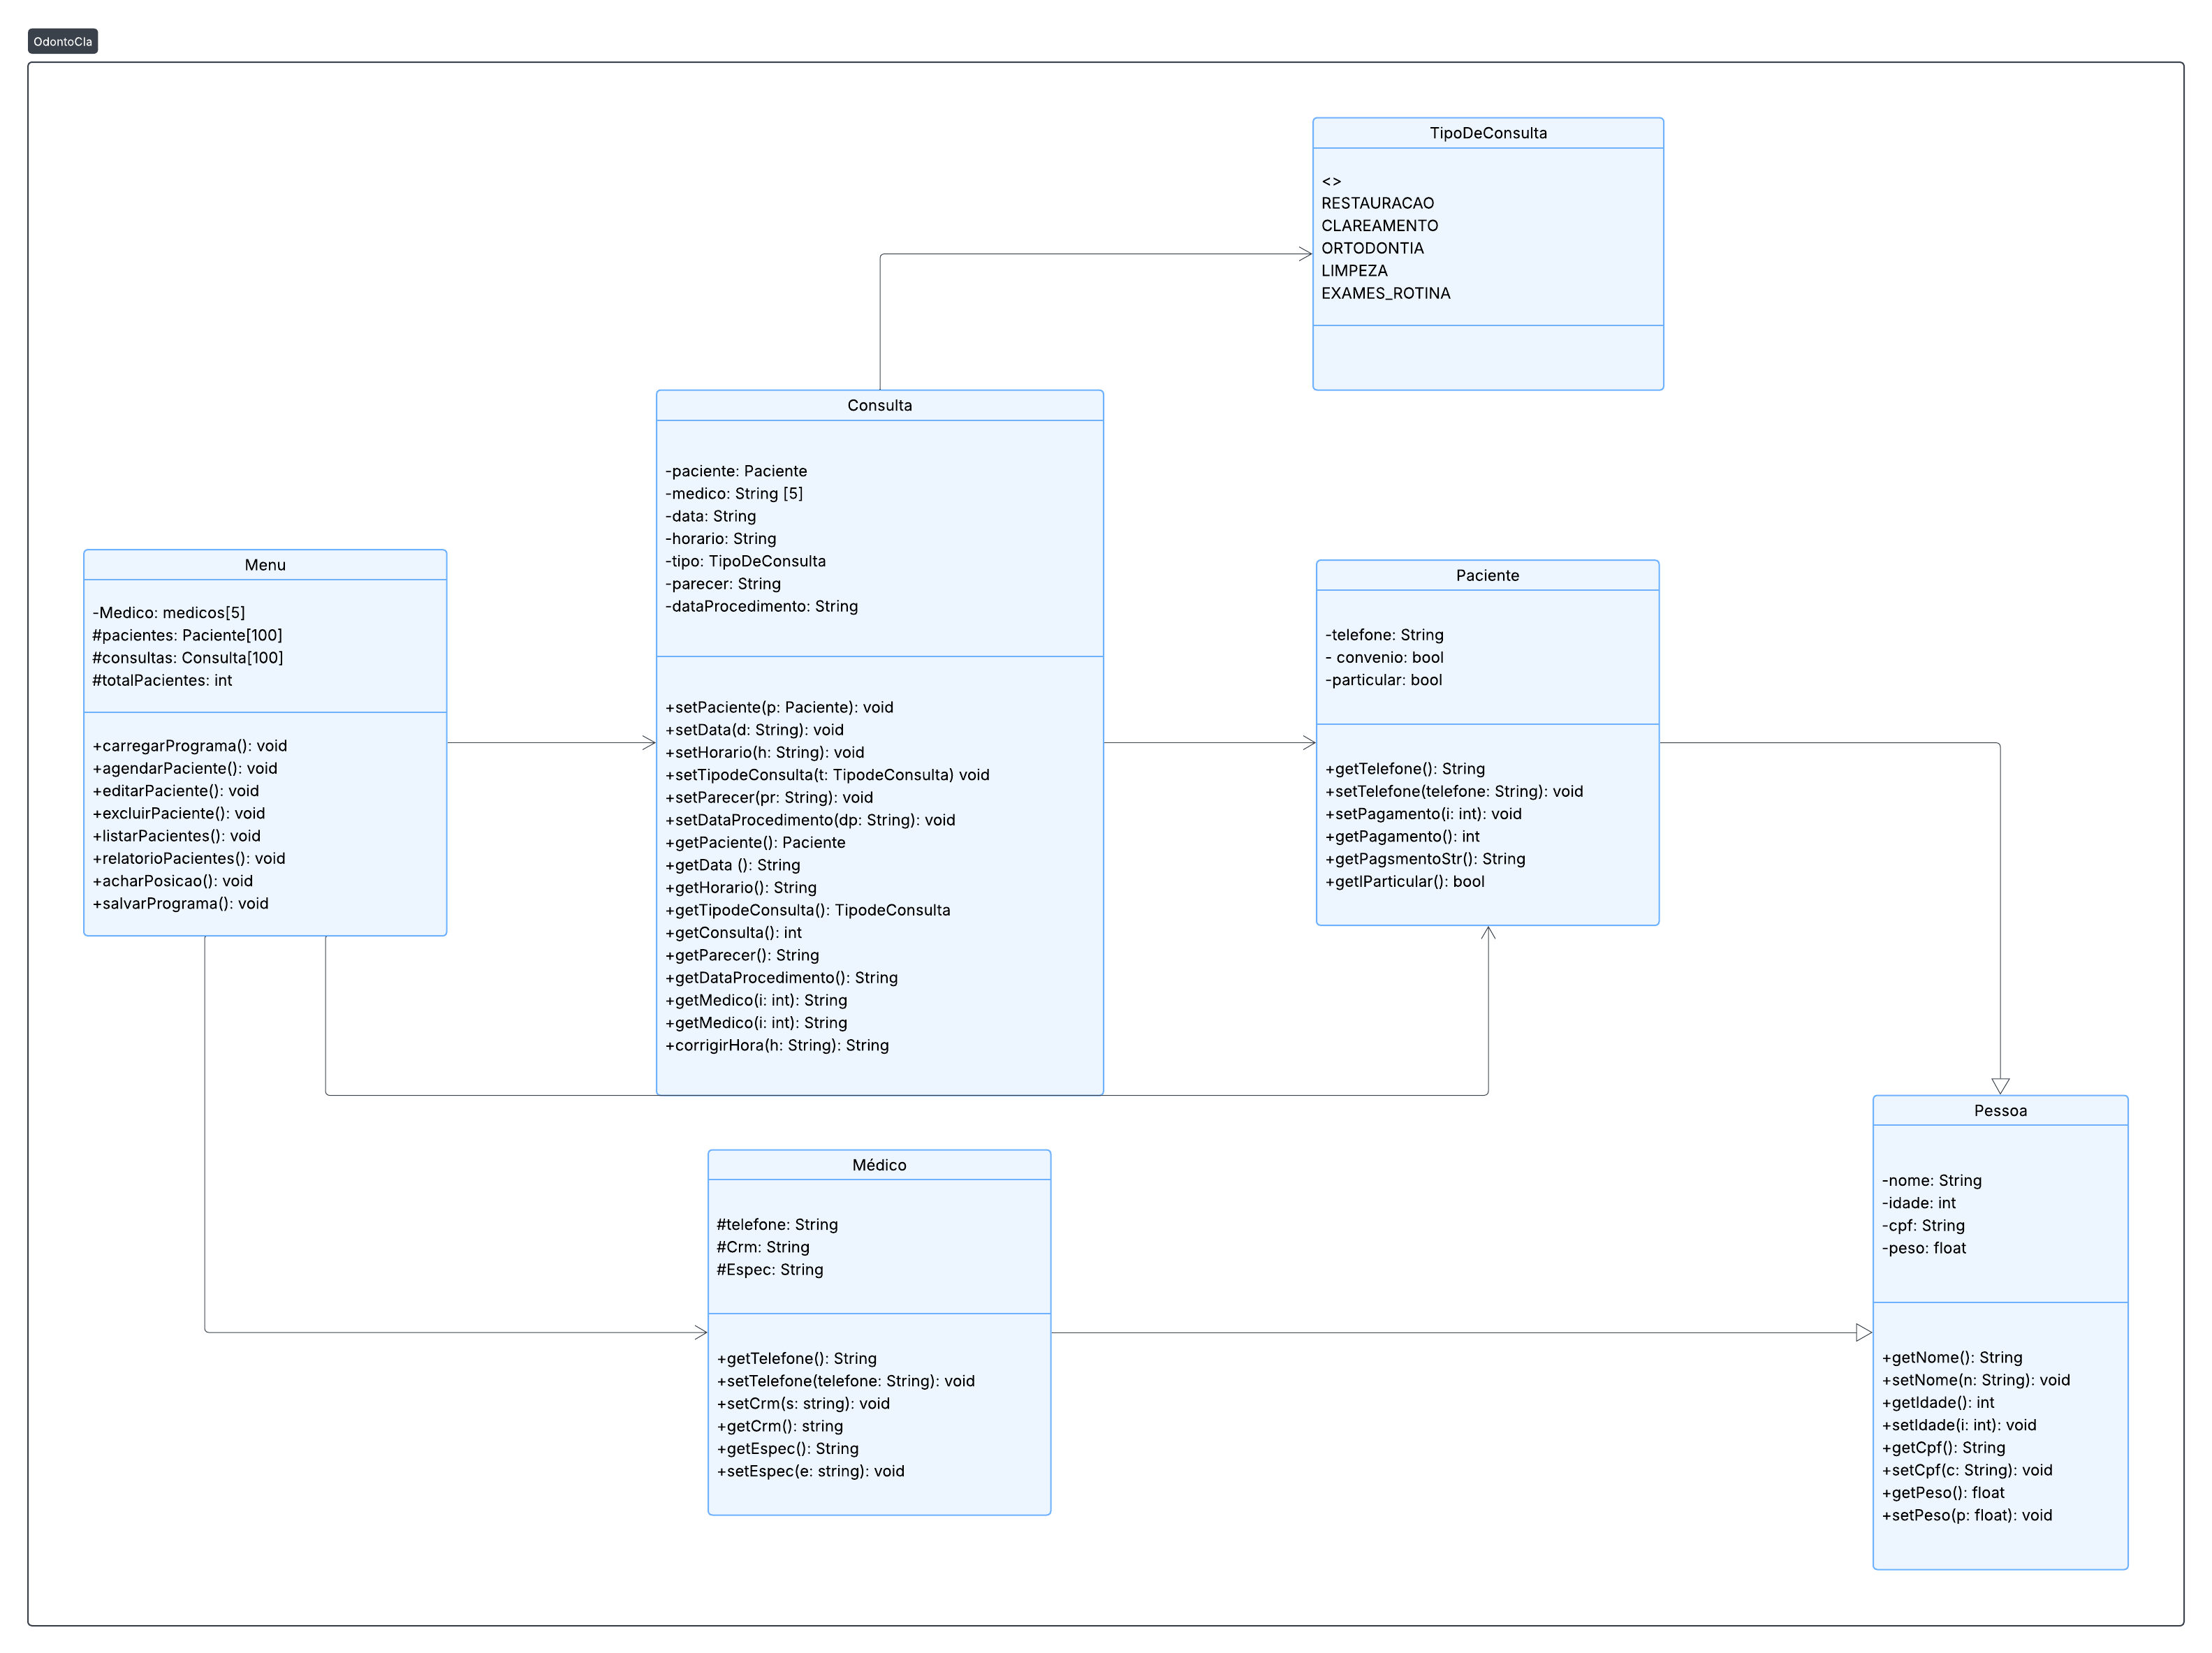 OdontoCla
TipoDeConsulta
<>
RESTAURACAO
CLAREAMENTO
ORTODONTIA
LIMPEZA
EXAMES_ROTINA
Consulta
-paciente: Paciente
-medico: String [5]
-data: String
-horario: String
-tipo: TipoDeConsulta
-parecer: String
-dataProcedimento: String
+setPaciente(p: Paciente): void
+setData(d: String): void
+setHorario(h: String): void
+setTipodeConsulta(t: TipodeConsulta) void
+setParecer(pr: String): void
+setDataProcedimento(dp: String): void
+getPaciente(): Paciente
+getData (): String
+getHorario(): String
+getTipodeConsulta(): TipodeConsulta
+getConsulta(): int
+getParecer(): String
+getDataProcedimento(): String
+getMedico(i: int): String
+getMedico(i: int): String
+corrigirHora(h: String): String
Menu
-Medico: medicos[5]
#pacientes: Paciente[100]
#consultas: Consulta[100]
#totalPacientes: int
+carregarPrograma(): void
+agendarPaciente(): void
+editarPaciente(): void
+excluirPaciente(): void
+listarPacientes(): void
+relatorioPacientes(): void
+acharPosicao(): void
+salvarPrograma(): void
Paciente
-telefone: String
- convenio: bool
-particular: bool
+getTelefone(): String
+setTelefone(telefone: String): void
+setPagamento(i: int): void
+getPagamento(): int
+getPagsmentoStr(): String
+getIParticular(): bool
Médico
#telefone: String
#Crm: String
#Espec: String
+getTelefone(): String
+setTelefone(telefone: String): void
+setCrm(s: string): void
+getCrm(): string
+getEspec(): String
+setEspec(e: string): void
Pessoa
-nome: String
-idade: int
-cpf: String
-peso: float
+getNome(): String
+setNome(n: String): void
+getIdade(): int
+setIdade(i: int): void
+getCpf(): String
+setCpf(c: String): void
+getPeso(): float
+setPeso(p: float): void